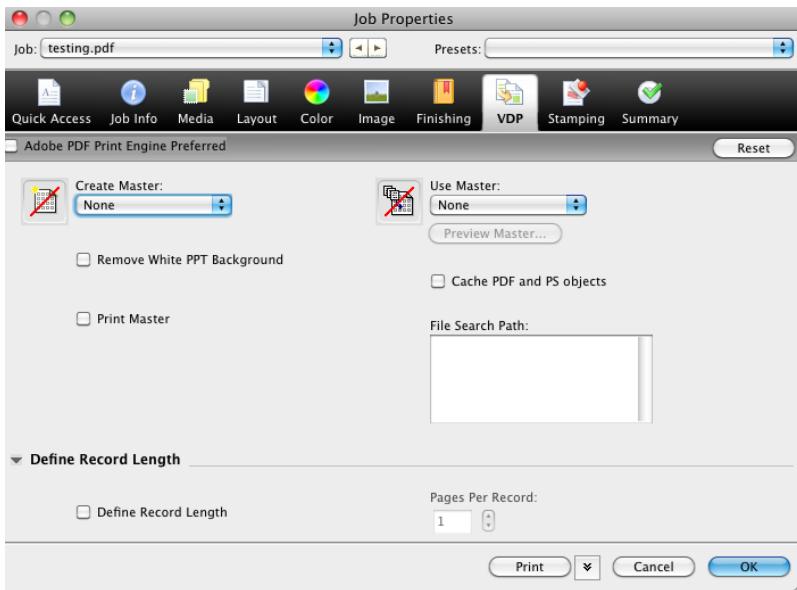 Job Properties
Job: testing.pdf Presets:
Quick Access Job Info Media Layout Color Image Finishing VDP Stamping Summary
Adobe PDF Print Engine Preferred Reset
Create Master: Use Master:
None None
Preview Master...
Remove White PPT Background
Cache PDF and PS objects
Print Master
File Search Path:
Define Record Length
Pages Per Record:
Define Record Length
1
Print Cancel OK